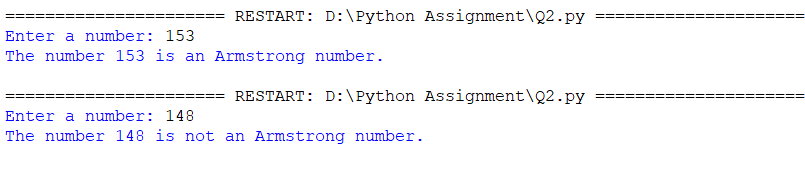 ====================== RESTART: D:\Python Assignment\Q2.py =====================
Enter a number: 153
The number 153 is an Armstrong number.
====================== RESTART: D:\Python Assignment\Q2.py =====================
Enter a number: 148
The number 148 is not an Armstrong number.